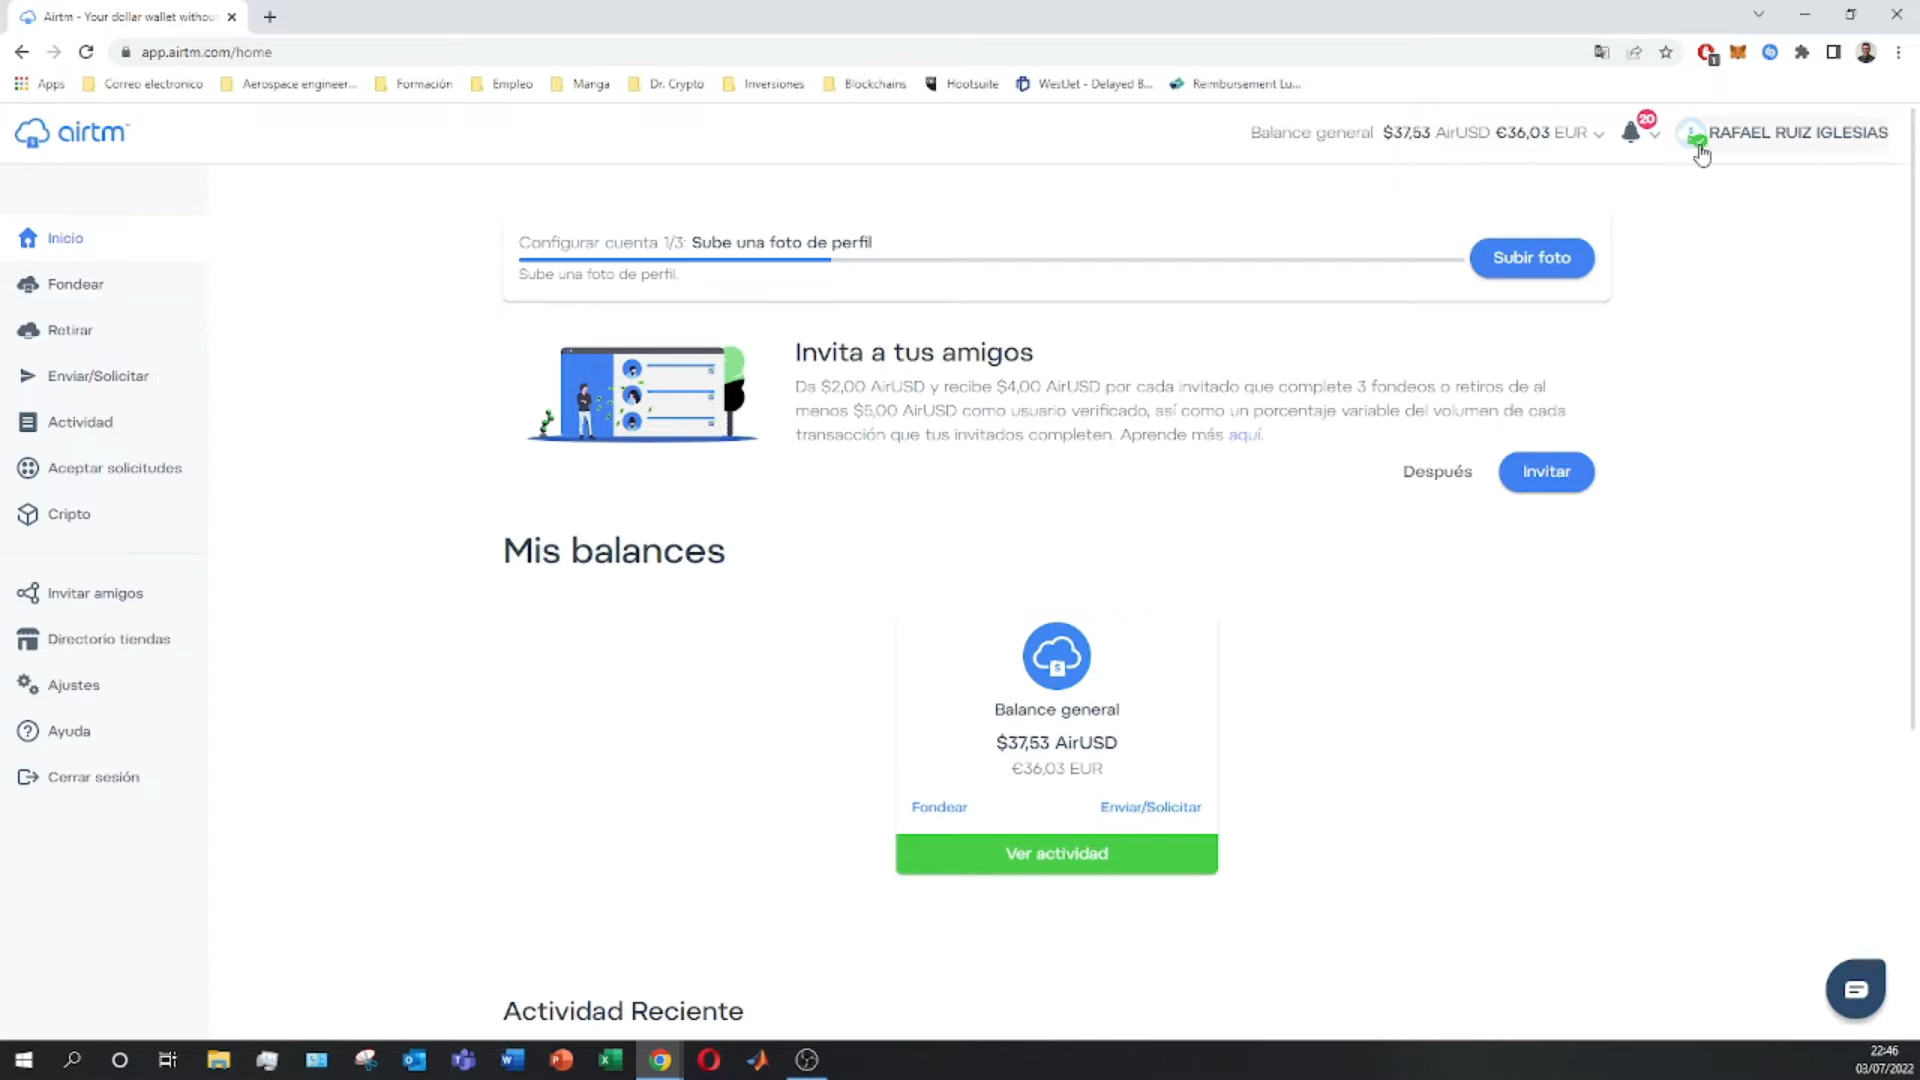 Airtm - Your dollar wallet withou
app.airtm.com/home
1
Apps
Correo electronico
Aerospace engineer...
Formación
Empleo
Manga
Dr. Crypto
Inversiones
Blockchains
Hootsuite
WestJet - Delayed B...
Reimbursement Lu...
airtm
Balance general $37,53 AirUSD €36,03 EUR
20
RAFAEL RUIZ IGLESIAS
Inicio
Fondear
Retirar
Enviar/Solicitar
Actividad
Aceptar solicitudes
Cripto
Invitar amigos
Directorio tiendas
Ajustes
Ayuda
Cerrar sesión
Configurar cuenta 1/3: Sube una foto de perfil
Sube una foto de perfil.
Subir foto
Invita a tus amigos
Da $2,00 AirUSD y recibe $4,00 AirUSD por cada invitado que complete 3 fondeos o retiros de al
menos $5,00 AirUSD como usuario verificado, así como un porcentaje variable del volumen de cada
transacción que tus invitados completen. Aprende más aquí.
Después
Invitar
Mis balances
Balance general
$37,53 AirUSD
€36,03 EUR
Fondear
Enviar/Solicitar
Ver actividad
Actividad Reciente
22:46
03/07/2022